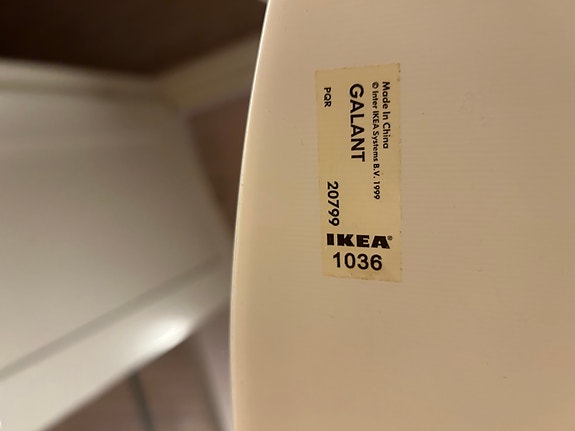 Made In China
© Inter IKEA Systems B.V. 1999
GALANT
PQR 20799
IKEA®
1036